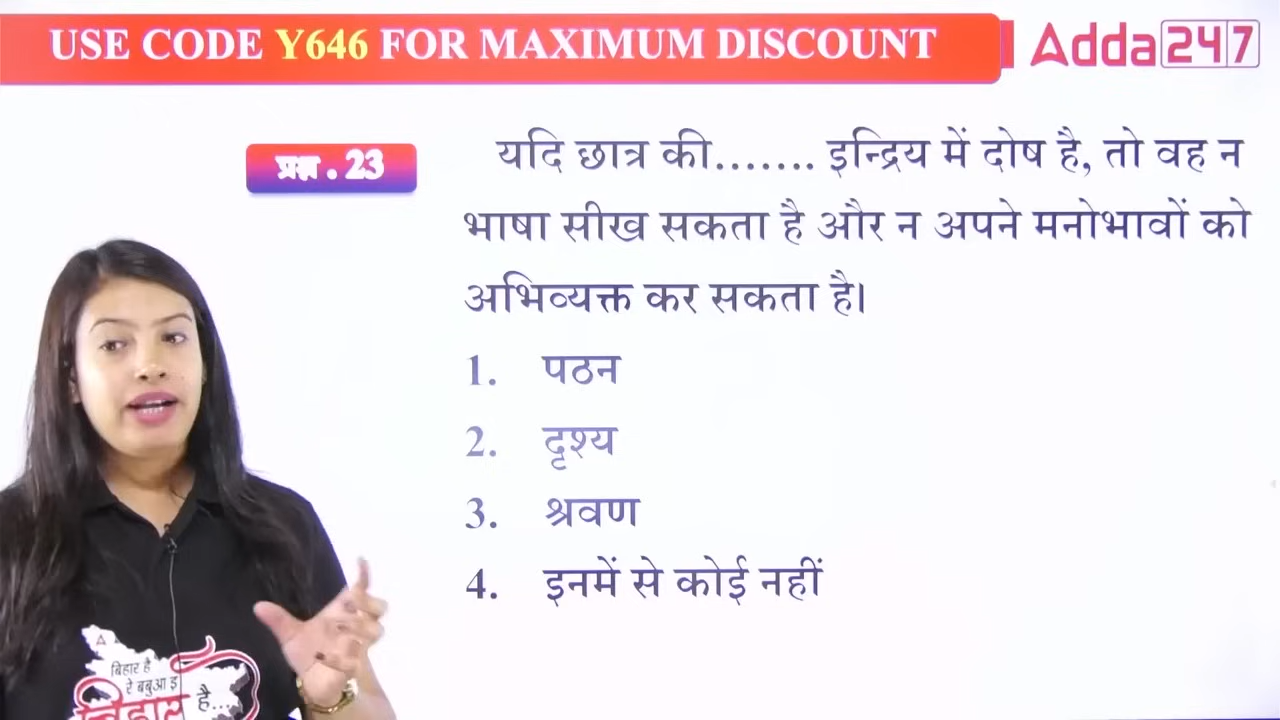 USE CODE Y646 FOR MAXIMUM DISCOUNT
Adda247
प्रश्न . 23
यदि छात्र की....... इन्द्रिय में दोष है, तो वह न
भाषा सीख सकता है और न अपने मनोभावों को
अभिव्यक्त कर सकता है।
1. पठन
2. दृश्य
3. श्रवण
4. इनमें से कोई नहीं
बिहार है
रे बबुआ इ
बिहार है...